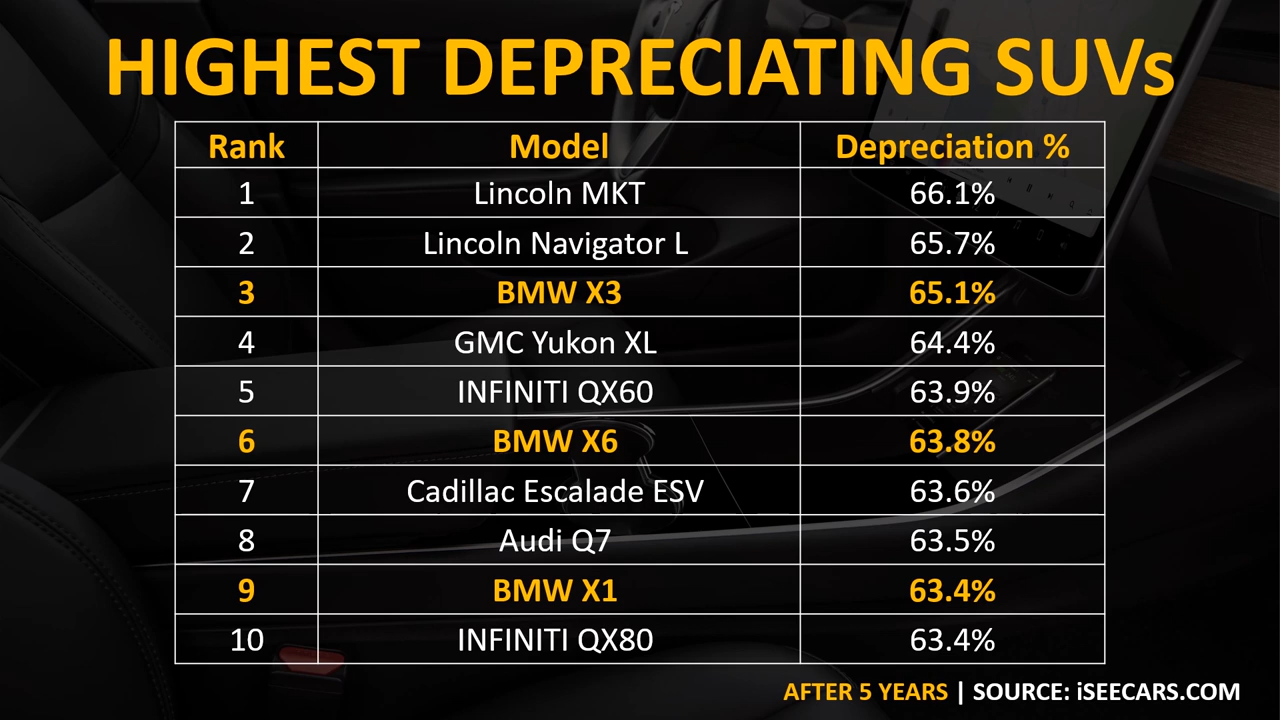 HIGHEST DEPRECIATING SUVs
Rank Model Depreciation %
1 Lincoln MKT 66.1%
2 Lincoln Navigator L 65.7%
3 BMW X3 65.1%
4 GMC Yukon XL 64.4%
5 INFINITI QX60 63.9%
6 BMW X6 63.8%
7 Cadillac Escalade ESV 63.6%
8 Audi Q7 63.5%
9 BMW X1 63.4%
10 INFINITI QX80 63.4%
AFTER 5 YEARS | SOURCE: iSEECARS.COM